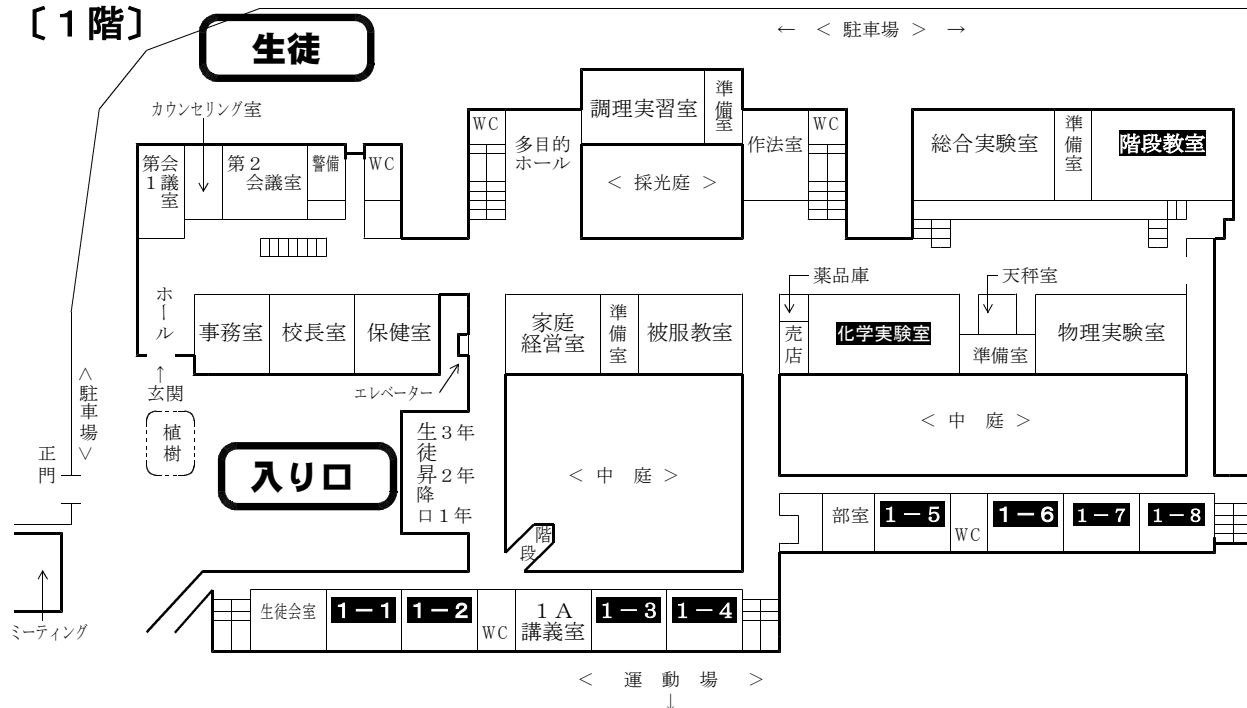 〔１階〕
生徒
← ＜ 駐車場 ＞ →
カウンセリング室
第１会議室
第２会議室
警備
WC
WC
多目的
ホール
調理実習室
準備室
作法室
WC
＜ 採光庭 ＞
総合実験室
準備室
階段教室
ホール
事務室
校長室
保健室
家庭
経営室
準備室
被服教室
薬品庫
売店
化学実験室
天秤室
準備室
物理実験室
↑
玄関
エレベーター
＜駐車場＞
植樹
正門
入り口
生徒昇降口
３年
２年
１年
＜ 中 庭 ＞
＜ 中 庭 ＞
階段
部室
１－５
WC
１－６
１－７
１－８
ミーティング
生徒会室
１－１
１－２
WC
１Ａ
講義室
１－３
１－４
＜ 運 動 場 ＞
↓